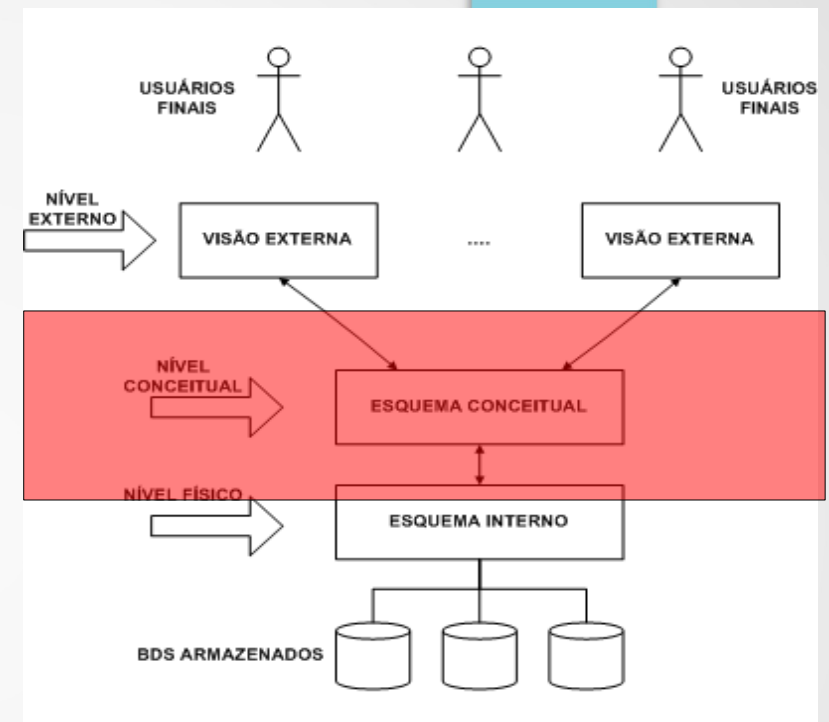 USUÁRIOS
FINAIS
USUÁRIOS
FINAIS
NÍVEL
EXTERNO
VISÃO EXTERNA
....
VISÃO EXTERNA
NÍVEL
CONCEITUAL
ESQUEMA CONCEITUAL
NÍVEL FÍSICO
ESQUEMA INTERNO
BDS ARMAZENADOS